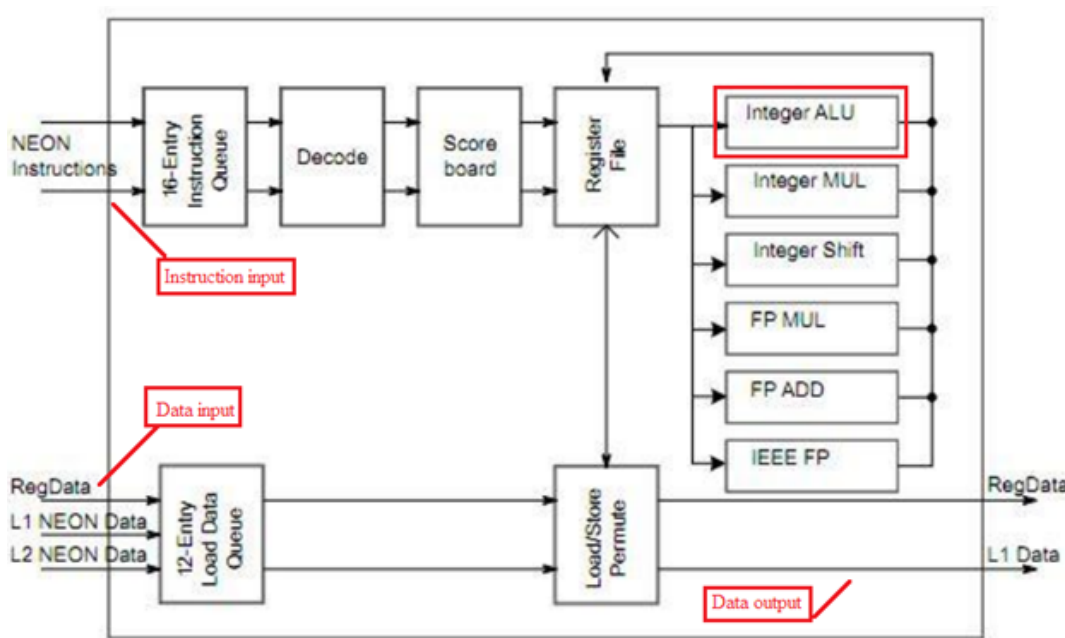 NEON
Instructions
16-Entry
Instruction
Queue
Decode
Score
board
Register
File
Integer ALU
Integer MUL
Integer Shift
FP MUL
FP ADD
IEEE FP
Instruction input
Data input
RegData
L1 NEON Data
L2 NEON Data
12-Entry
Load Data
Queue
Load/Store
Permute
RegData
L1 Data
Data output